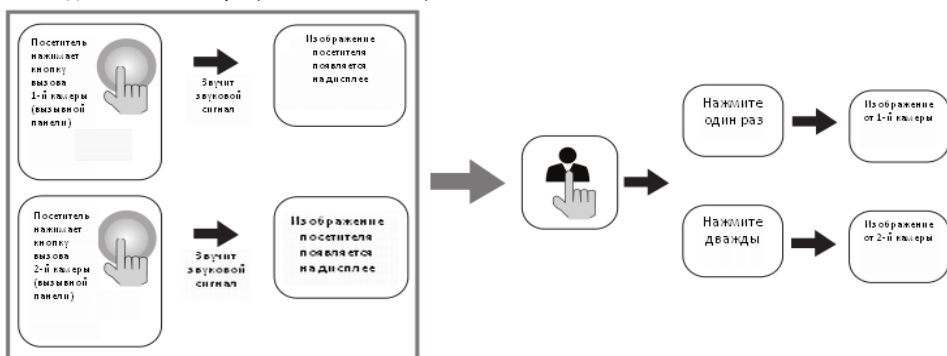 Посетитель
нажимает
кнопку
вызова
1-й камеры
(вызывной
панели)
Звучит
звуковой
сигнал
Изображение
посетителя
появляется
на дисплее
Посетитель
нажимает
кнопку
вызова
2-й камеры
(вызывной
панели)
Звучит
звуковой
сигнал
Изображение
посетителя
появляется
на дисплее
Нажмите
один раз
Изображение
от 1-й камеры
Нажмите
дважды
Изображение
от 2-й камеры